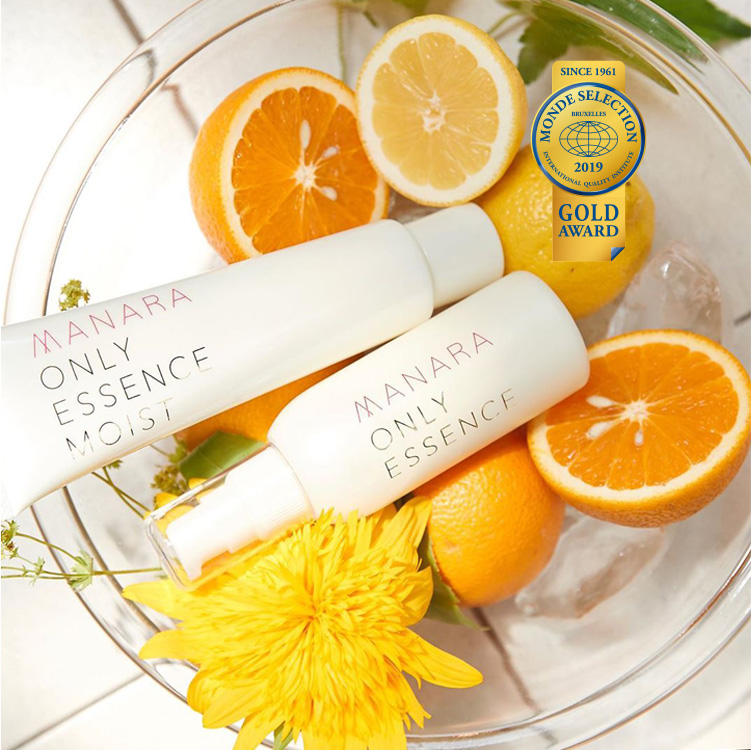 SINCE 1961
MONDE SELECTION
BRUXELLES
INTERNATIONAL QUALITY INSTITUTE
2019
GOLD
AWARD
MANARA
ONLY
ESSENCE
MOIST
MANARA
ONLY
ESSENCE